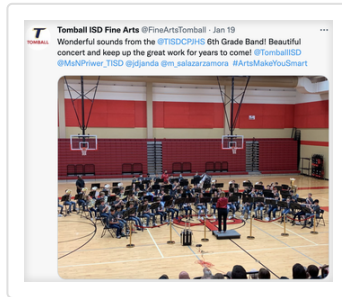 Tomball ISD Fine Arts @FineArtsTomball · Jan 19 ...
Wonderful sounds from the @TISDCPJHS 6th Grade Band! Beautiful
concert and keep up the great work for years to come! @TomballISD
@MsNPriwer_TISD @jdjanda @m_salazarzamora #ArtsMakeYouSmart
T
TOMBALL